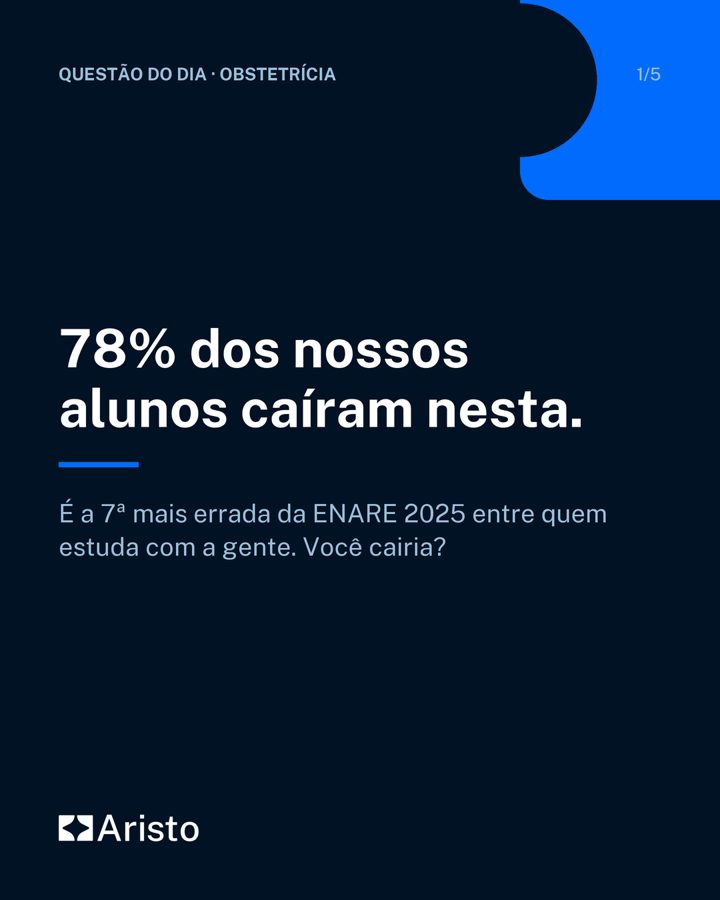 QUESTÃO DO DIA · OBSTETRÍCIA
1/5
78% dos nossos
alunos caíram nesta.
É a 7ª mais errada da ENARE 2025 entre quem
estuda com a gente. Você cairia?
Aristo